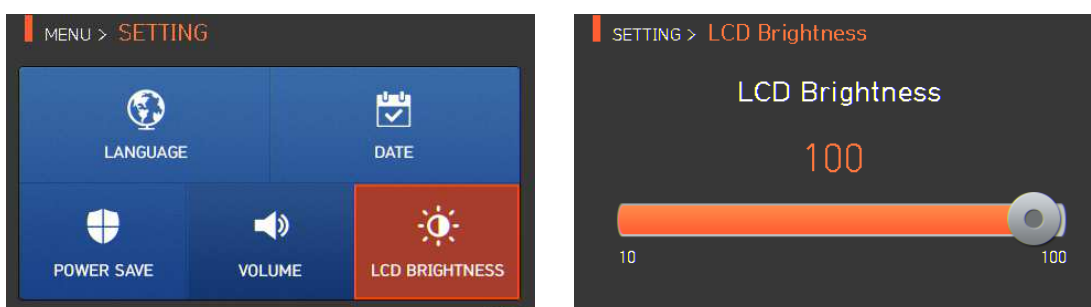 MENU > SETTING
LANGUAGE
DATE
POWER SAVE
VOLUME
LCD BRIGHTNESS
SETTING > LCD Brightness
LCD Brightness
100
10
100